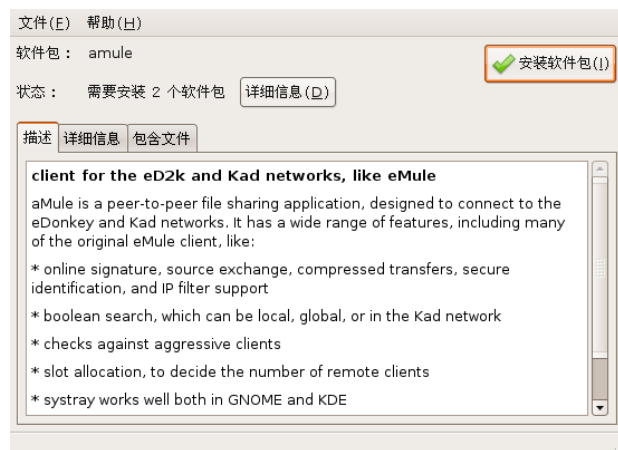 文件(F) 帮助(H)
软件包： amule
安装软件包(I)
状态： 需要安装 2 个软件包 详细信息(D)
描述 详细信息 包含文件
client for the eD2k and Kad networks, like eMule
aMule is a peer-to-peer file sharing application, designed to connect to the
eDonkey and Kad networks. It has a wide range of features, including many
of the original eMule client, like:
* online signature, source exchange, compressed transfers, secure
identification, and IP filter support
* boolean search, which can be local, global, or in the Kad network
* checks against aggressive clients
* slot allocation, to decide the number of remote clients
* systray works well both in GNOME and KDE